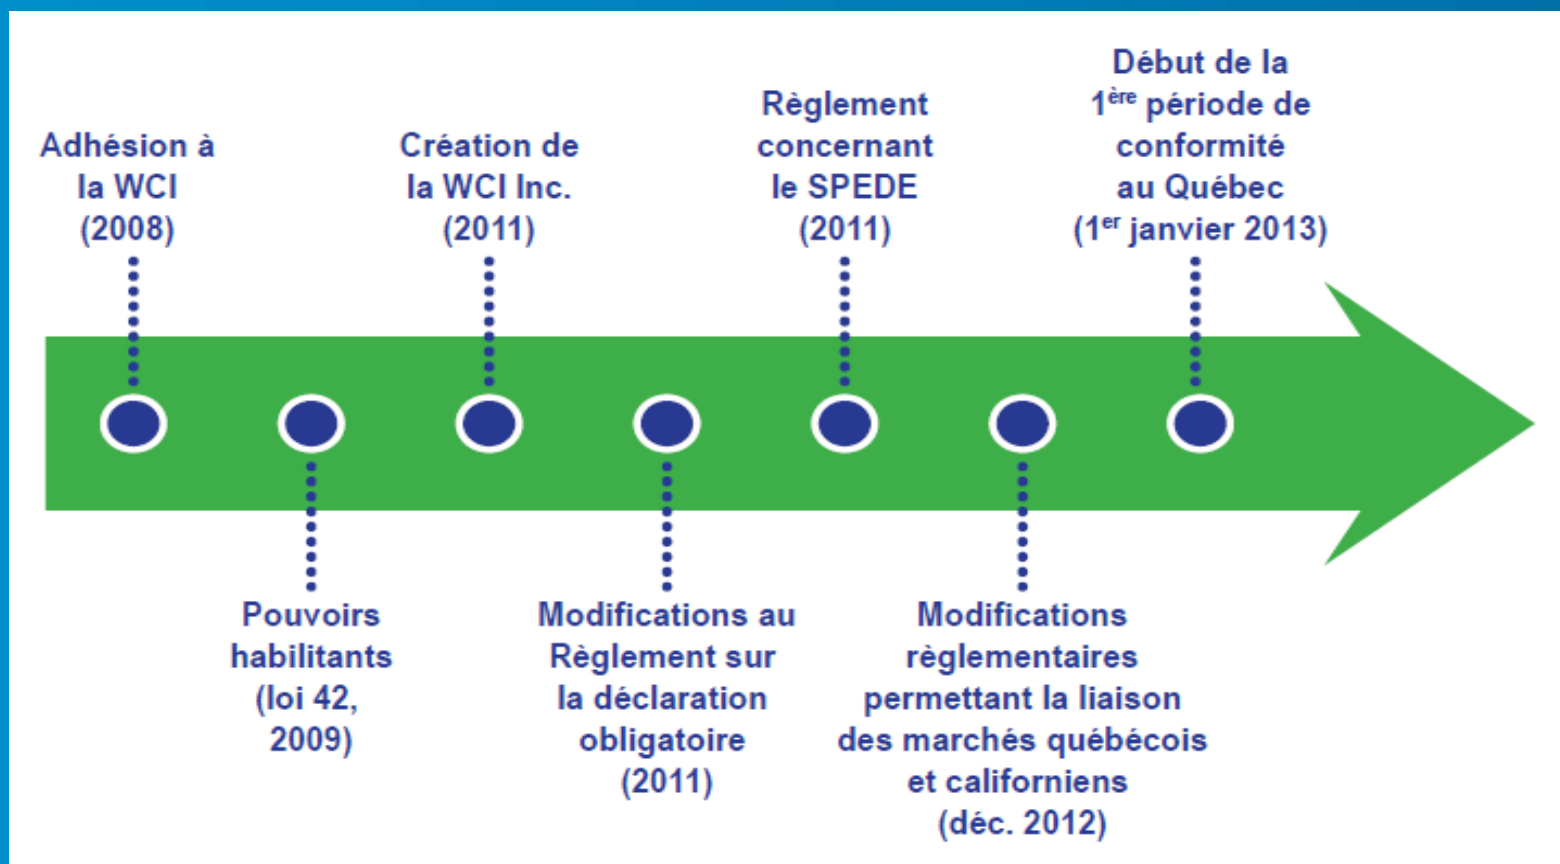 Adhésion à
la WCI
(2008)
Pouvoirs
habilitants
(loi 42,
2009)
Création de
la WCI Inc.
(2011)
Modifications au
Règlement sur
la déclaration
obligatoire
(2011)
Règlement
concernant
le SPEDE
(2011)
Modifications
règlementaires
permettant la liaison
des marchés québécois
et californiens
(déc. 2012)
Début de la
1ère période de
conformité
au Québec
(1er janvier 2013)